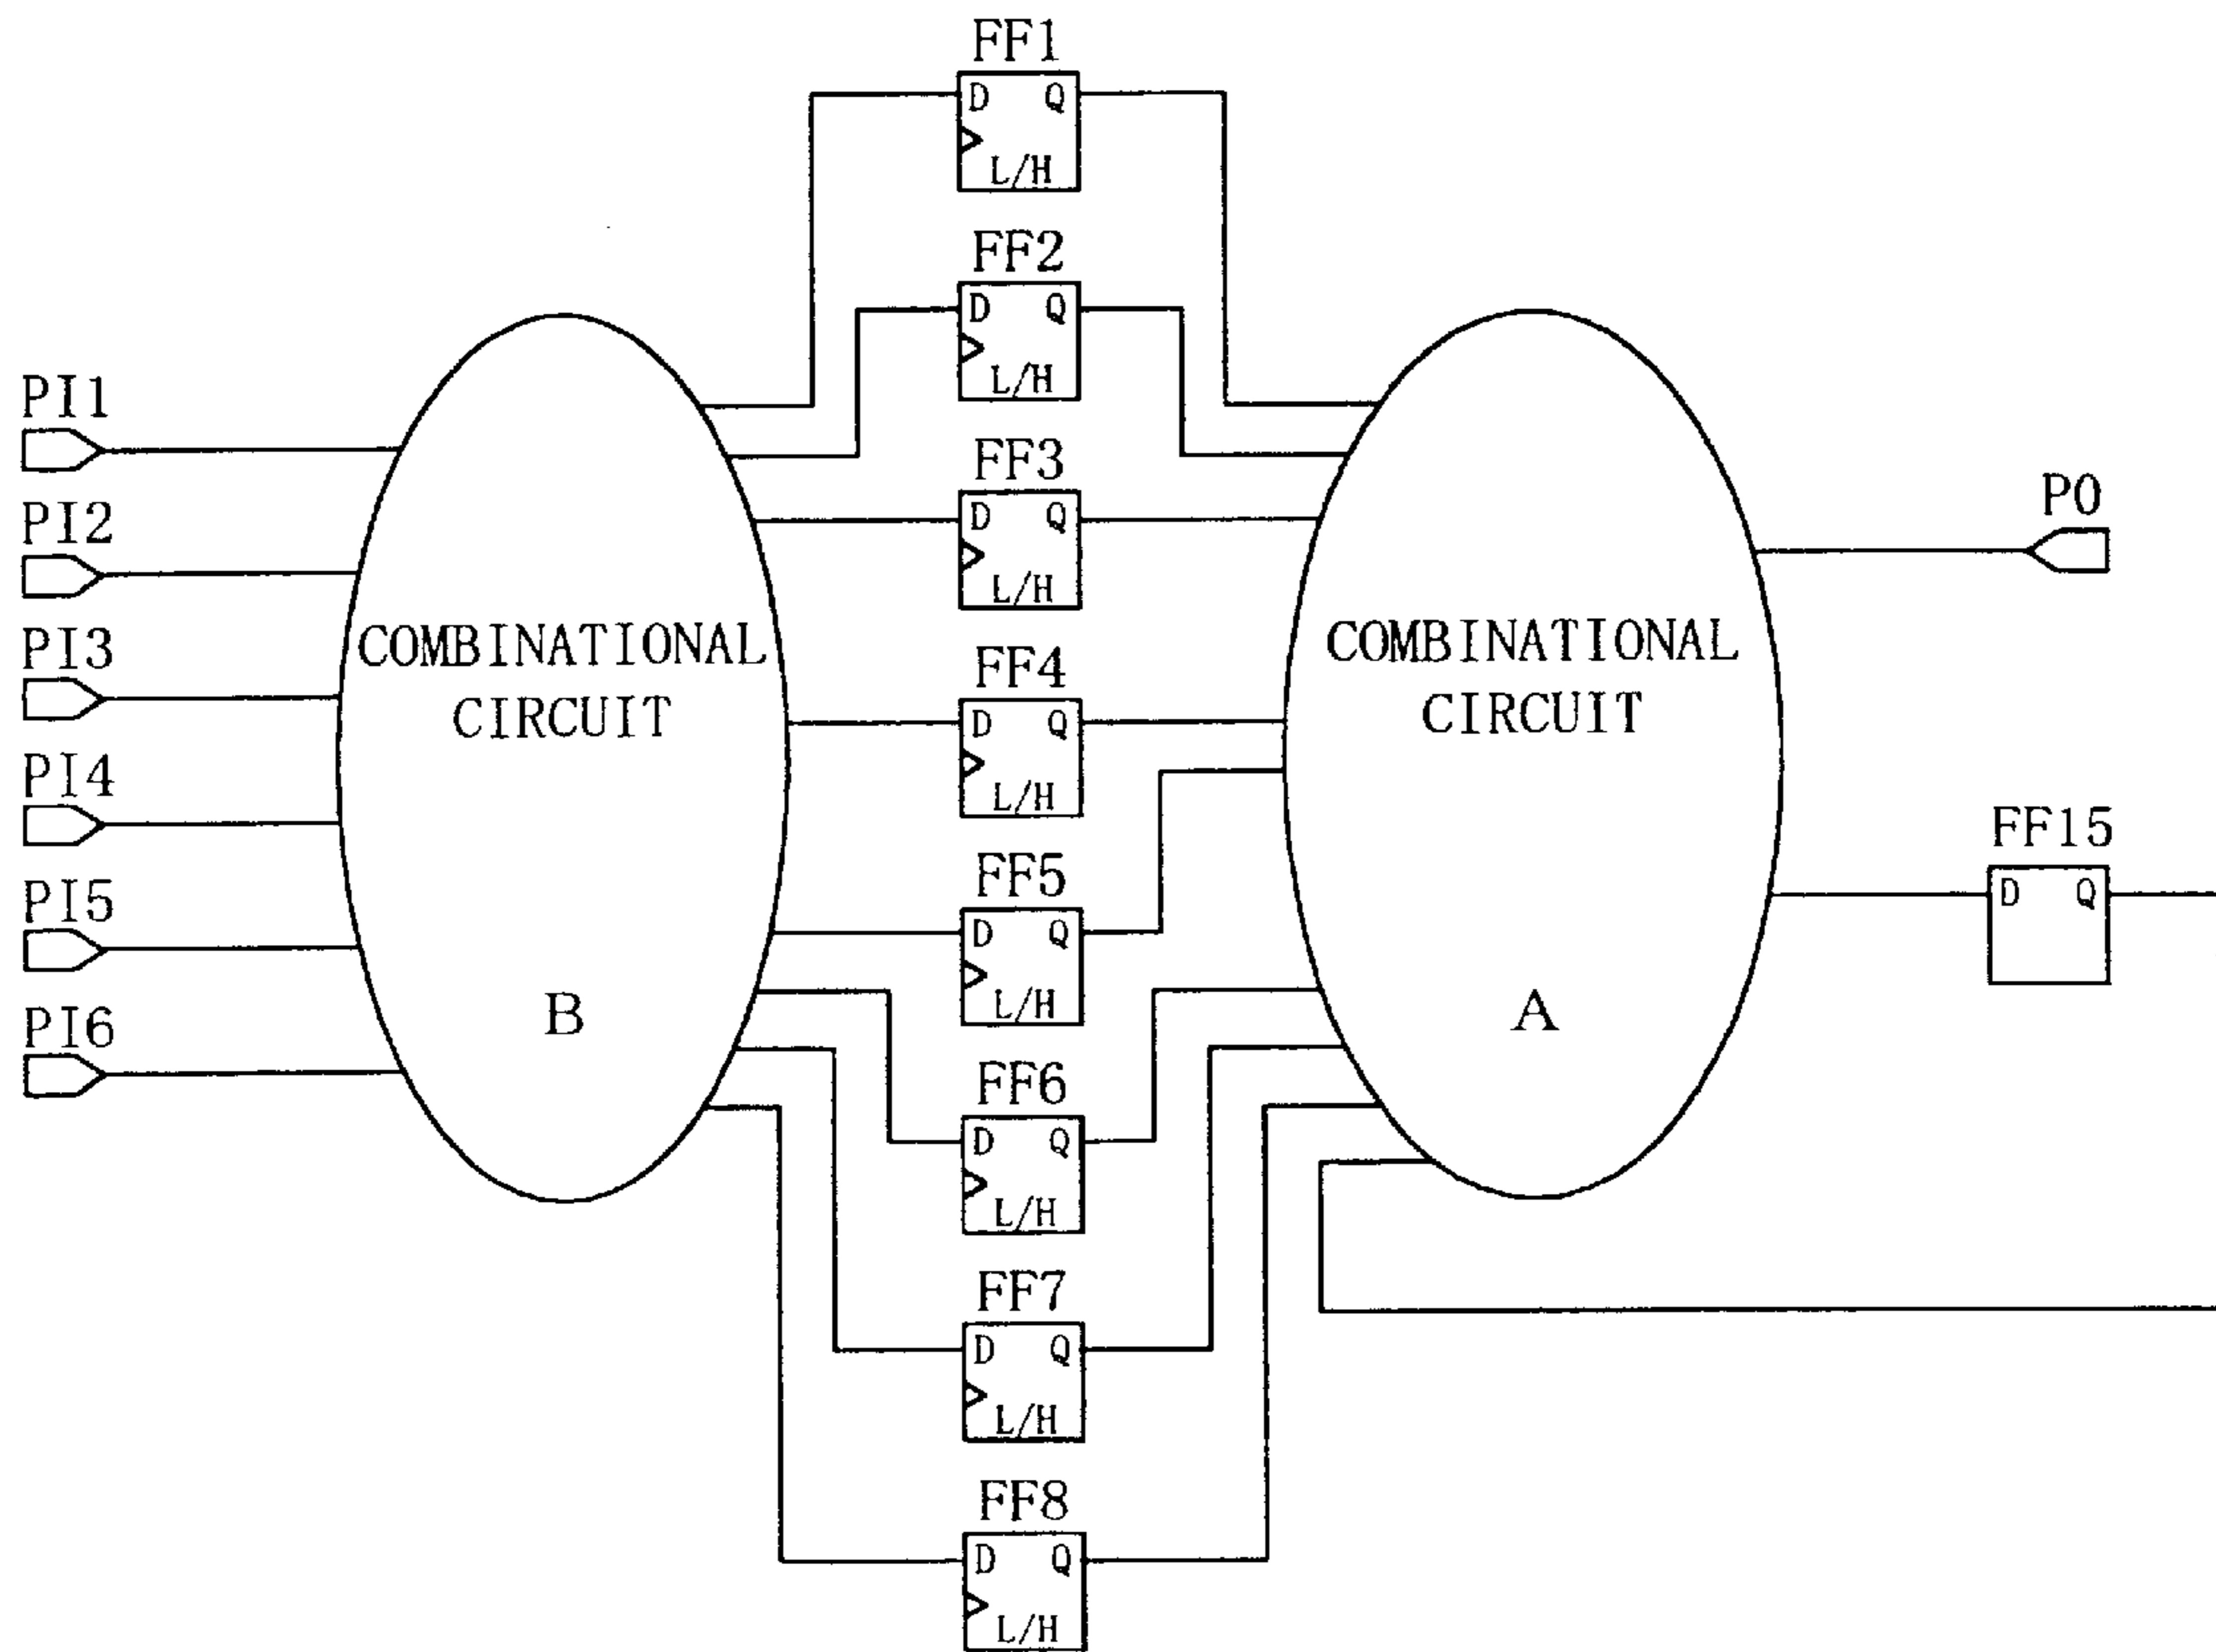 FF1
D Q
L/H
FF2
D Q
L/H
PI1
FF3
D Q
L/H
PI2
PO
PI3
COMBINATIONAL
CIRCUIT
COMBINATIONAL
CIRCUIT
FF4
D Q
L/H
PI4
FF15
D Q
PI5
FF5
D Q
L/H
B
A
PI6
FF6
D Q
L/H
FF7
D Q
L/H
FF8
D Q
L/H